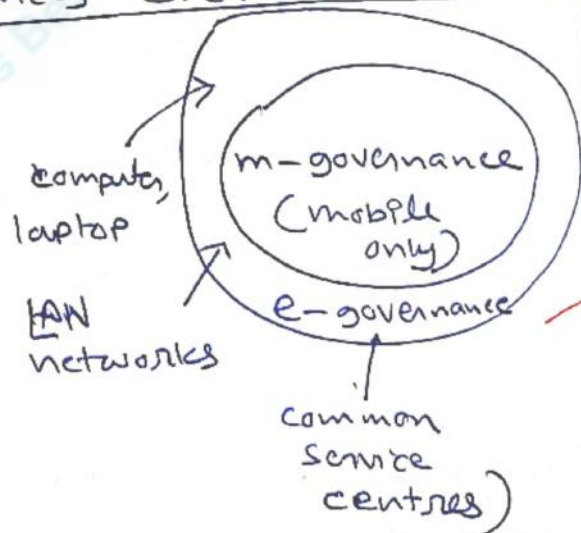 computer,
laptop
m-governance
(mobile
only)
LAN
networks
e-governance
common
service
centres)